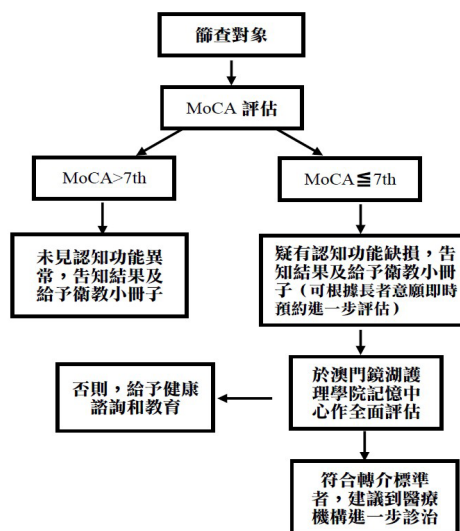 篩查對象
MoCA 評估
MoCA>7th
MoCA≦7th
未見認知功能異
常，告知結果及
給予衛教小冊子
疑有認知功能缺損，告
知結果及給予衛教小冊
子（可根據長者意願即時
預約進一步評估）
否則，給予健康
諮詢和教育
於澳門鏡湖護
理學院記憶中
心作全面評估
符合轉介標準
者，建議到醫療
機構進一步診治